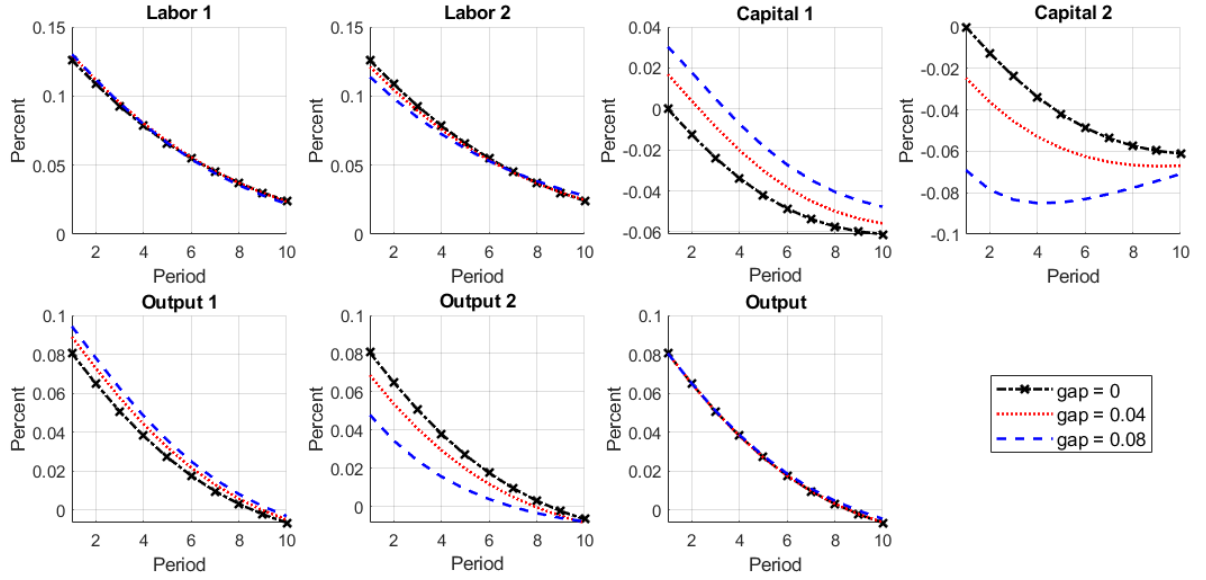 Labor 1
0.15
0.1
0.05
0
Percent
2 4 6 8 10
Period
Labor 2
0.15
0.1
0.05
0
Percent
2 4 6 8 10
Period
Capital 1
0.04
0.02
0
-0.02
-0.04
-0.06
Percent
2 4 6 8 10
Period
Capital 2
0
-0.02
-0.04
-0.06
-0.08
-0.1
Percent
2 4 6 8 10
Period
Output 1
0.1
0.08
0.06
0.04
0.02
0
Percent
2 4 6 8 10
Period
Output 2
0.1
0.08
0.06
0.04
0.02
0
Percent
2 4 6 8 10
Period
Output
0.1
0.08
0.06
0.04
0.02
0
Percent
2 4 6 8 10
Period
gap = 0
gap = 0.04
gap = 0.08